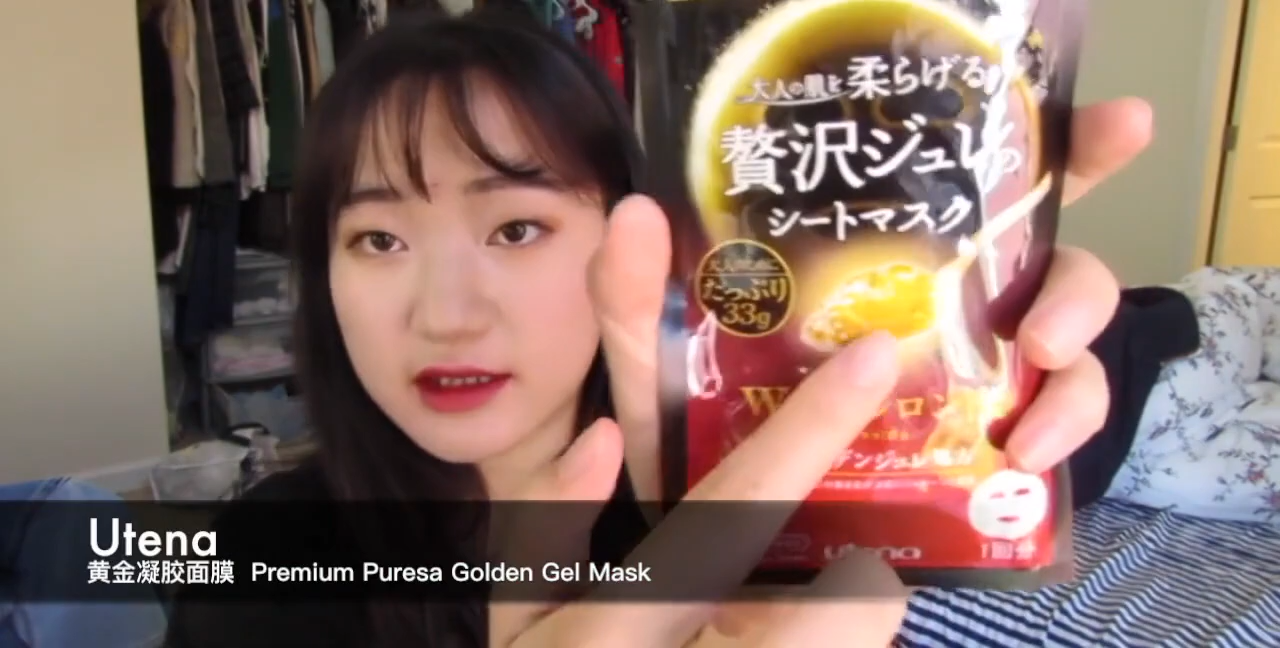 大人の肌を柔らげる
贅沢ジュレの
シートマスク
たっぷり
33g
utena
1回分
Utena
黄金凝胶面膜 Premium Puresa Golden Gel Mask